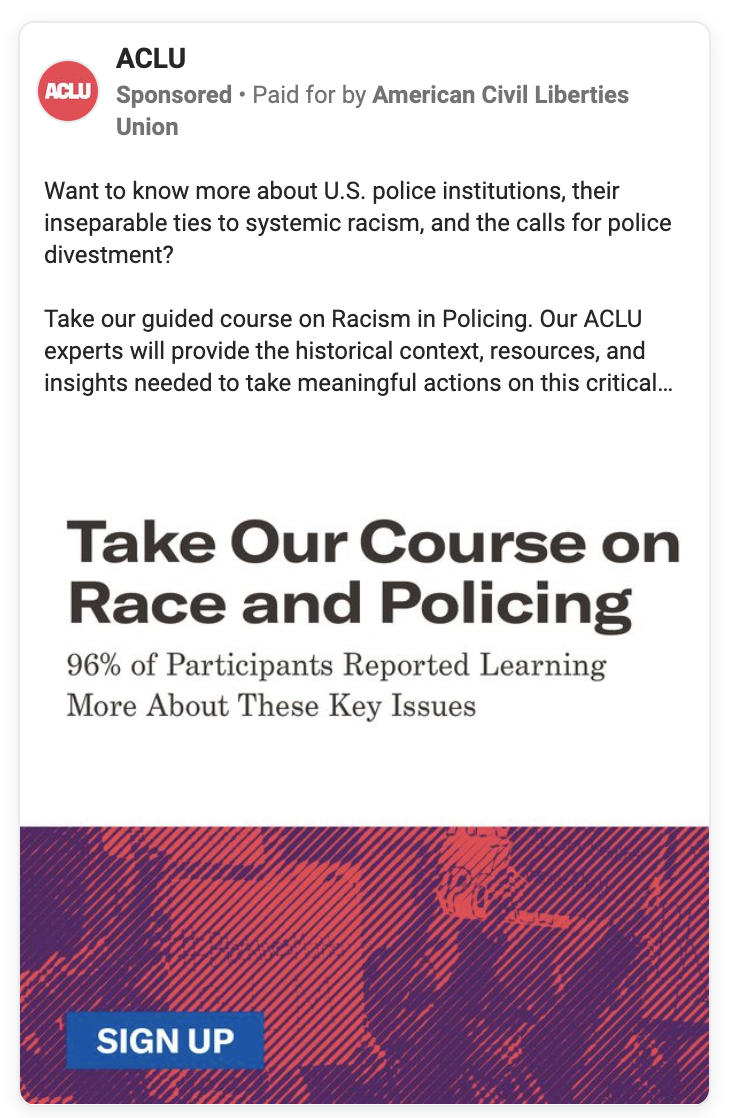 ACLU
ACLU
Sponsored • Paid for by American Civil Liberties
Union
Want to know more about U.S. police institutions, their
inseparable ties to systemic racism, and the calls for police
divestment?
Take our guided course on Racism in Policing. Our ACLU
experts will provide the historical context, resources, and
insights needed to take meaningful actions on this critical...
Take Our Course on
Race and Policing
96% of Participants Reported Learning
More About These Key Issues
SIGN UP